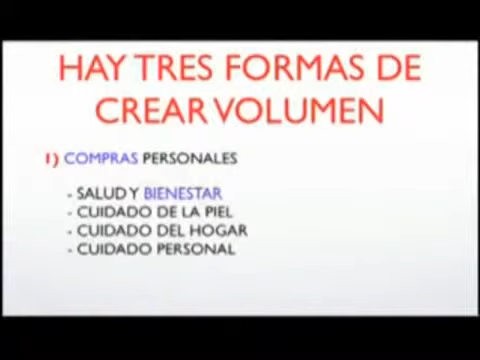 HAY TRES FORMAS DE
CREAR VOLUMEN
1) COMPRAS PERSONALES
- SALUD Y BIENESTAR
- CUIDADO DE LA PIEL
- CUIDADO DEL HOGAR
- CUIDADO PERSONAL